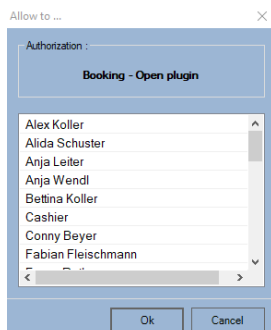 Allow to ...
Authorization :
Booking - Open plugin
Alex Koller
Alida Schuster
Anja Leiter
Anja Wendl
Bettina Koller
Cashier
Conny Beyer
Fabian Fleischmann
Ok
Cancel